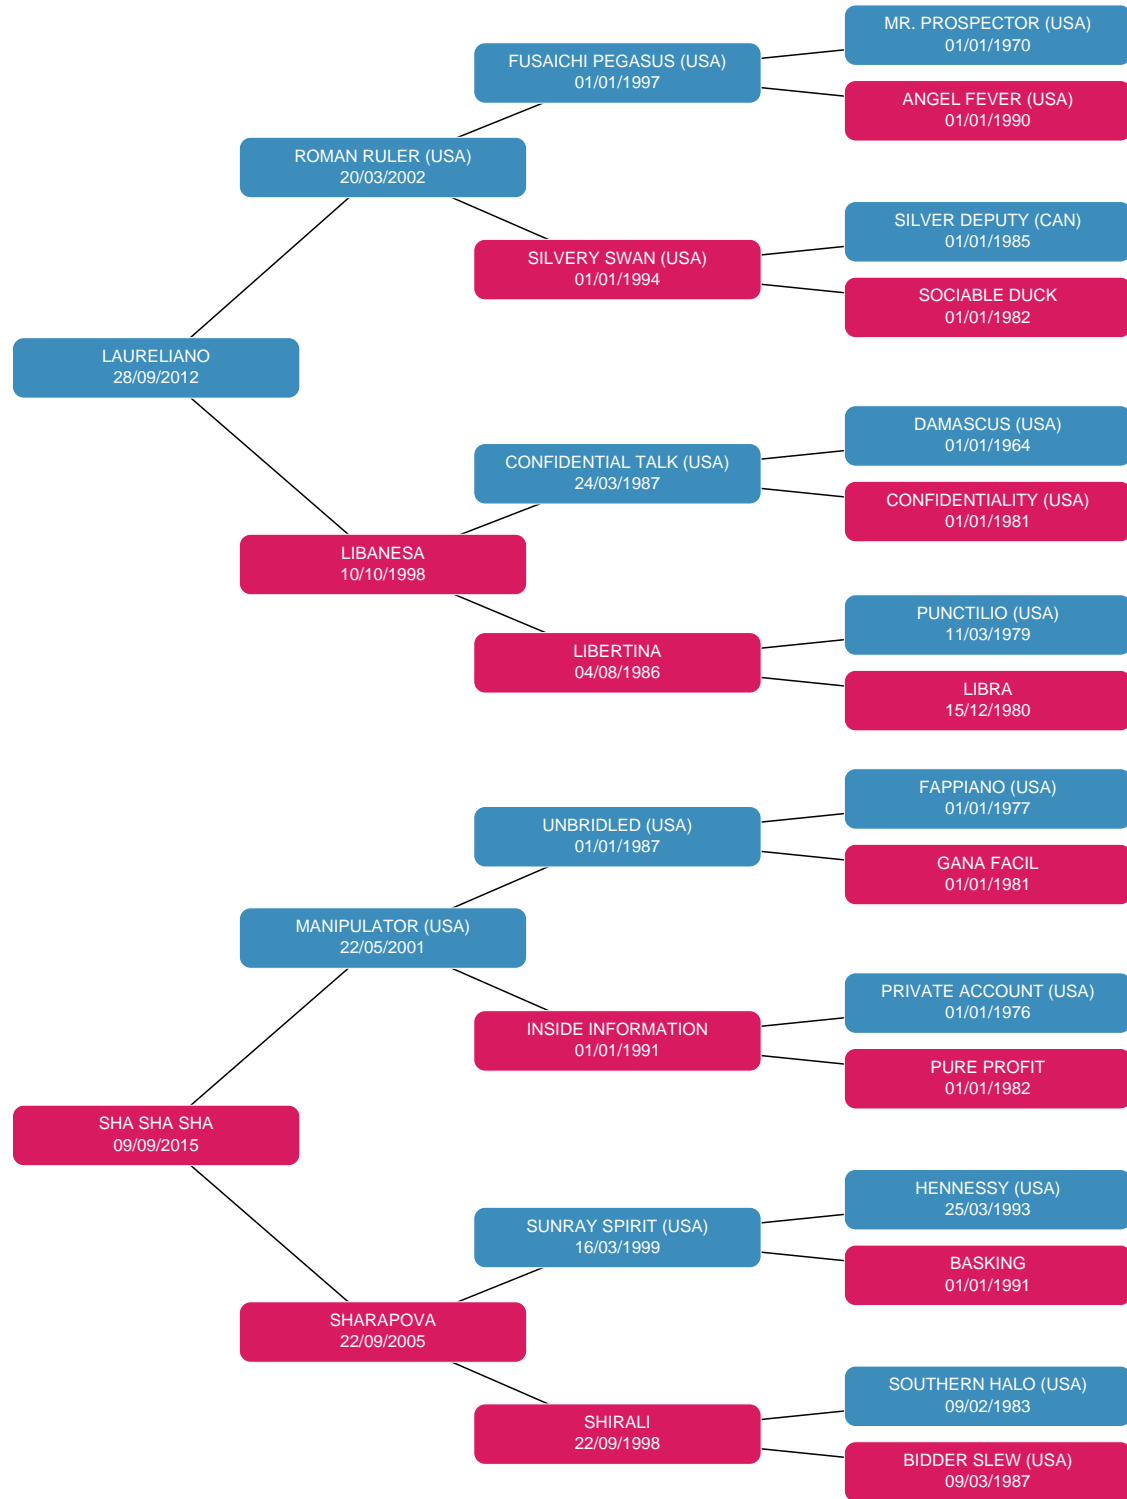 MR. PROSPECTOR (USA)
01/01/1970
FUSAICHI PEGASUS (USA)
01/01/1997
ANGEL FEVER (USA)
01/01/1990
ROMAN RULER (USA)
20/03/2002
SILVER DEPUTY (CAN)
01/01/1985
SILVERY SWAN (USA)
01/01/1994
SOCIABLE DUCK
01/01/1982
LAURELIANO
28/09/2012
DAMASCUS (USA)
01/01/1964
CONFIDENTIAL TALK (USA)
24/03/1987
CONFIDENTIALITY (USA)
01/01/1981
LIBANESA
10/10/1998
PUNCTILIO (USA)
11/03/1979
LIBERTINA
04/08/1986
LIBRA
15/12/1980
FAPPIANO (USA)
01/01/1977
UNBRIDLED (USA)
01/01/1987
GANA FACIL
01/01/1981
MANIPULATOR (USA)
22/05/2001
PRIVATE ACCOUNT (USA)
01/01/1976
INSIDE INFORMATION
01/01/1991
PURE PROFIT
01/01/1982
SHA SHA SHA
09/09/2015
HENNESSY (USA)
25/03/1993
SUNRAY SPIRIT (USA)
16/03/1999
BASKING
01/01/1991
SHARAPOVA
22/09/2005
SOUTHERN HALO (USA)
09/02/1983
SHIRALI
22/09/1998
BIDDER SLEW (USA)
09/03/1987